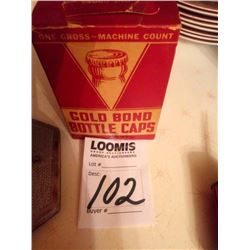 ONE GROSS-MACHINE COUNT
GOLD BOND
BOTTLE CAPS
LOOMIS
AMERICA'S AUCTIONEERS
Lot #
Desc.
102
Buyer #